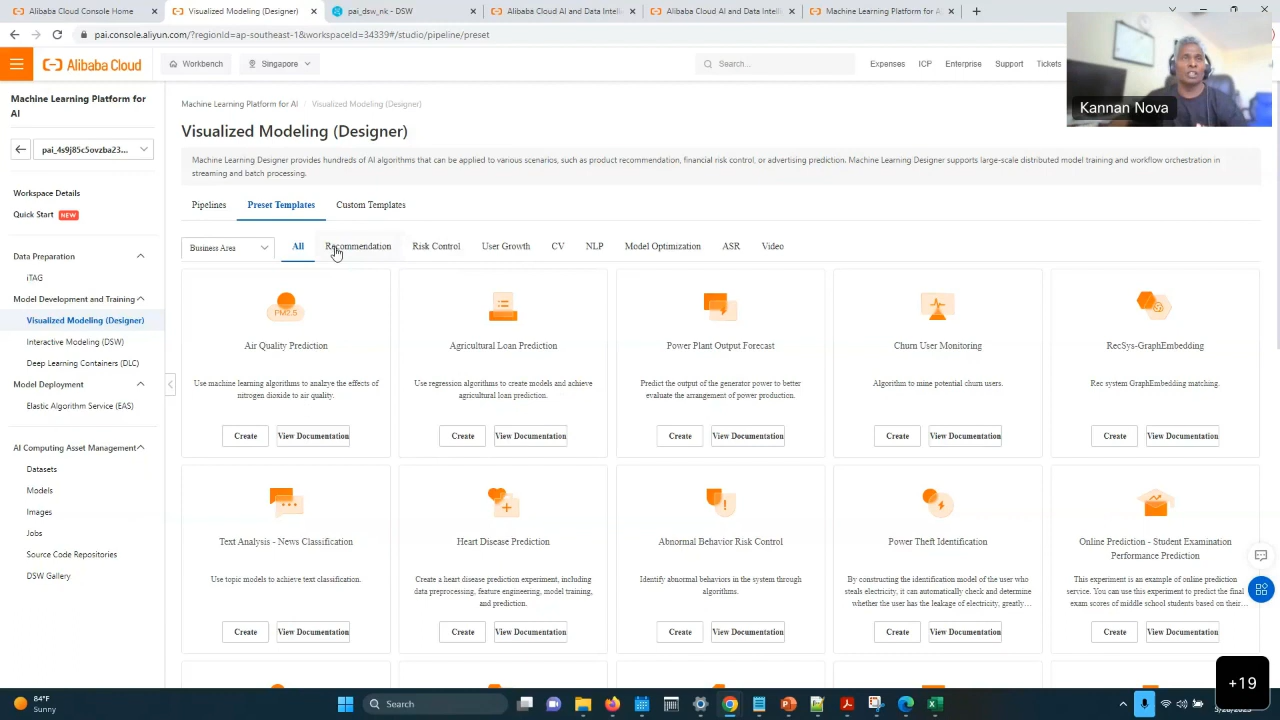 Alibaba Cloud Console Home
Visualized Modeling (Designer)
pai_dsw_nk - DSW
Alibaba Cloud AI and Data Intell
Alibaba Cloud AI and Data Intell
Machine Learning Platform for A
pai.console.aliyun.com/?regionId=ap-southeast-1&workspaceId=34339#/studio/pipeline/preset
Alibaba Cloud
Workbench
Singapore
Search...
Expenses
ICP
Enterprise
Support
Tickets
Kannan Nova
Machine Learning Platform for
AI
pai_4s9j85c5ovzba23...
Workspace Details
Quick Start NEW
Data Preparation
iTAG
Model Development and Training
Visualized Modeling (Designer)
Interactive Modeling (DSW)
Deep Learning Containers (DLC)
Model Deployment
Elastic Algorithm Service (EAS)
AI Computing Asset Management
Datasets
Models
Images
Jobs
Source Code Repositories
DSW Gallery
Machine Learning Platform for AI / Visualized Modeling (Designer)
Visualized Modeling (Designer)
Machine Learning Designer provides hundreds of AI algorithms that can be applied to various scenarios, such as product recommendation, financial risk control, or advertising prediction. Machine Learning Designer supports large-scale distributed model training and workflow orchestration in
streaming and batch processing.
Pipelines
Preset Templates
Custom Templates
Business Area
All
Recommendation
Risk Control
User Growth
CV
NLP
Model Optimization
ASR
Video
PM2.5
Air Quality Prediction
Use machine learning algorithms to analzye the effects of
nitrogen dioxide to air quality.
Create
View Documentation
Agricultural Loan Prediction
Use regression algorithms to create models and achieve
agricultural loan prediction.
Create
View Documentation
Power Plant Output Forecast
Predict the output of the generator power to better
evaluate the arrangement of power production.
Create
View Documentation
Churn User Monitoring
Algorithm to mine potential churn users.
Create
View Documentation
RecSys-GraphEmbedding
Rec system GraphEmbedding matching.
Create
View Documentation
Text Analysis - News Classification
Use topic models to achieve text classification.
Create
View Documentation
Heart Disease Prediction
Create a heart disease prediction experiment, including
data preprocessing, feature engineering, model training,
and prediction.
Create
View Documentation
Abnormal Behavior Risk Control
Identify abnormal behaviors in the system through
algorithms.
Create
View Documentation
Power Theft Identification
By constructing the identification model of the user who
steals electricity, it can automatically check and determine
whether the user has the leakage of electricity, greatly...
Create
View Documentation
Online Prediction - Student Examination
Performance Prediction
This experiment is an example of online prediction
service. You can use this experiment to predict the final
exam scores of middle school students based on their...
Create
View Documentation
+19
84°F
Sunny
Search